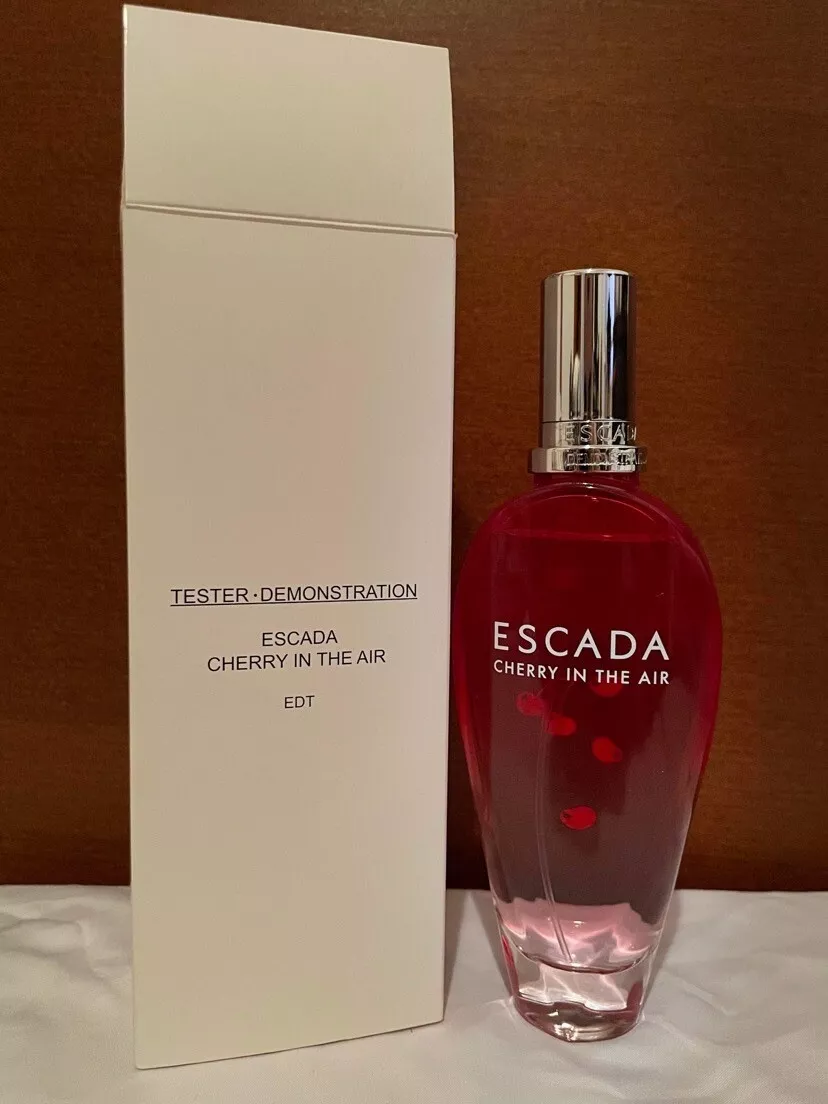 TESTER·DEMONSTRATION
ESCADA
CHERRY IN THE AIR
EDT
ESCADA
ESCADA
CHERRY IN THE AIR